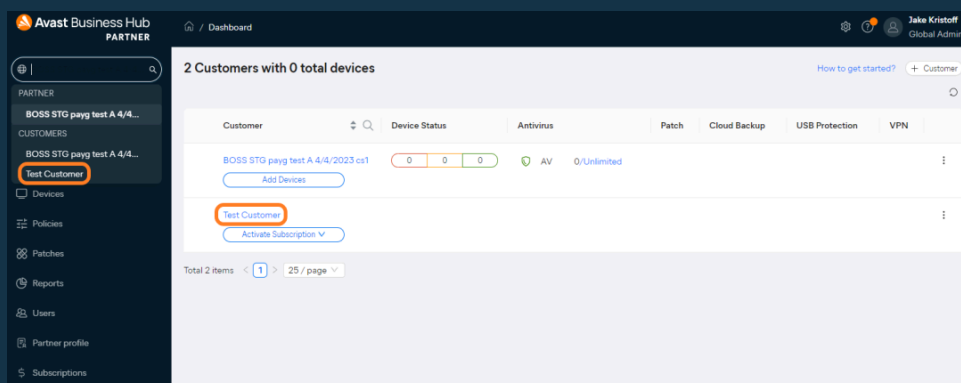 Avast Business Hub
PARTNER
/ Dashboard
Jake Kristoff
Global Admin
PARTNER
BOSS STG payg test A 4/4...
CUSTOMERS
BOSS STG payg test A 4/4...
Test Customer
Devices
Policies
Patches
Reports
Users
Partner profile
Subscriptions
2 Customers with 0 total devices
How to get started?
+ Customer
Customer Device Status Antivirus Patch Cloud Backup USB Protection VPN
BOSS STG payg test A 4/4/2023 cs1 0 0 0 AV 0/Unlimited
Add Devices
Test Customer
Activate Subscription
Total 2 items < 1 > 25 / page